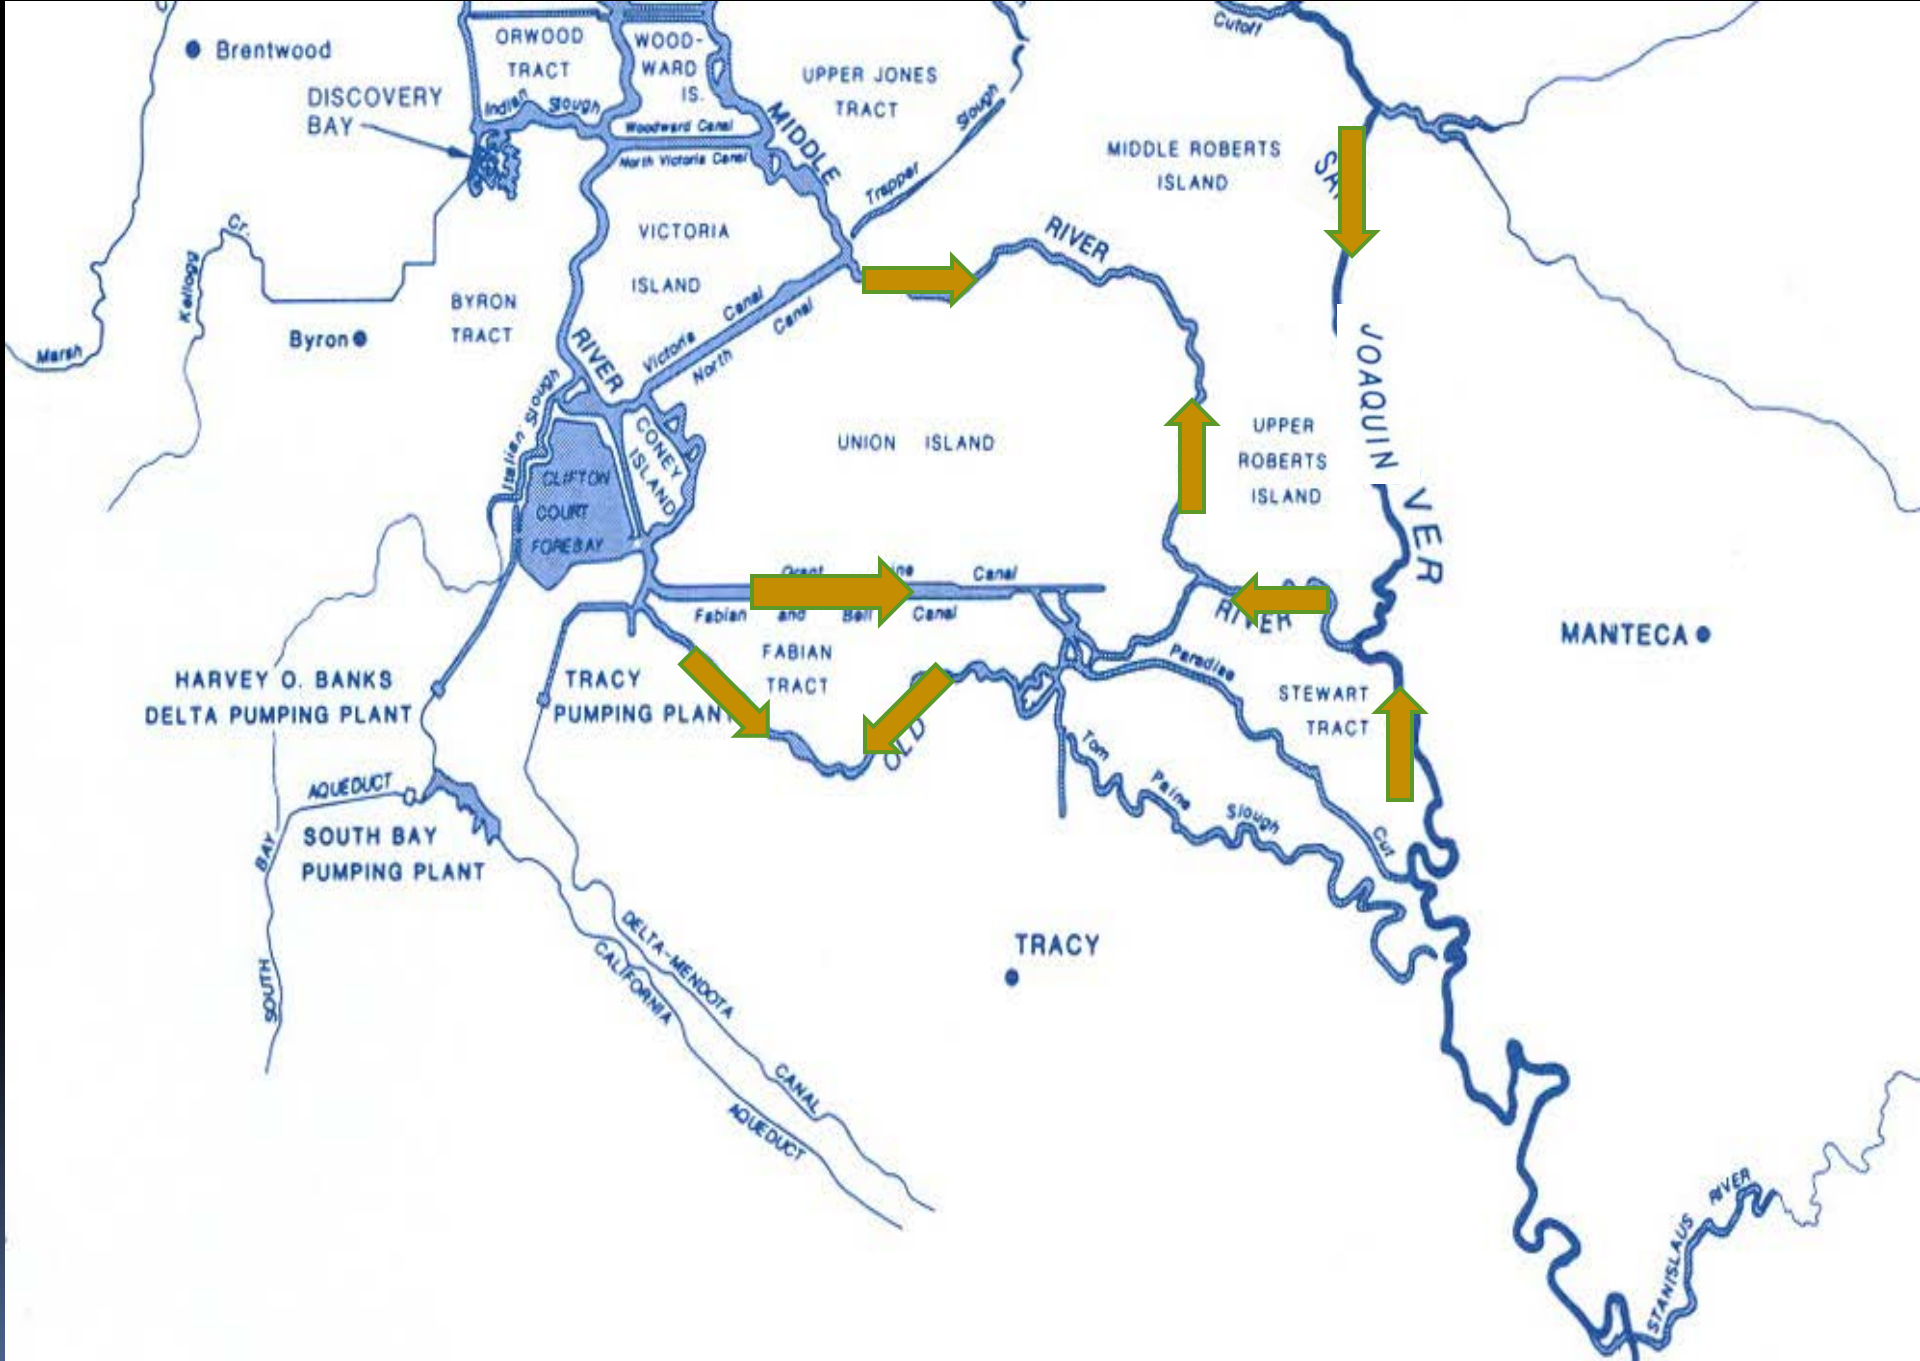 Cutoff
Brentwood
ORWOOD
TRACT
WOOD-
WARD
IS.
UPPER JONES
TRACT
DISCOVERY
BAY
Indian Slough
Woodward Canal
North Victoria Canal
MIDDLE
Trapper Slough
MIDDLE ROBERTS
ISLAND
SA
Kellogg Cr.
VICTORIA
ISLAND
RIVER
BYRON
TRACT
Byron
Marsh
RIVER
Victoria Canal
North Canal
JOAQUIN
VER
Italian Slough
CONEY
ISLAND
UNION ISLAND
UPPER
ROBERTS
ISLAND
CLIFTON
COURT
FOREBAY
Grant ine Canal
Fabian and Bell Canal
RIVER
MANTECA
FABIAN
TRACT
Paradise Cut
HARVEY O. BANKS
DELTA PUMPING PLANT
TRACY
PUMPING PLANT
STEWART
TRACT
OLD
Tom Paine Slough
AQUEDUCT
SOUTH BAY
PUMPING PLANT
SOUTH BAY
TRACY
DELTA-MENDOTA CANAL
CALIFORNIA AQUEDUCT
STANISLAUS RIVER